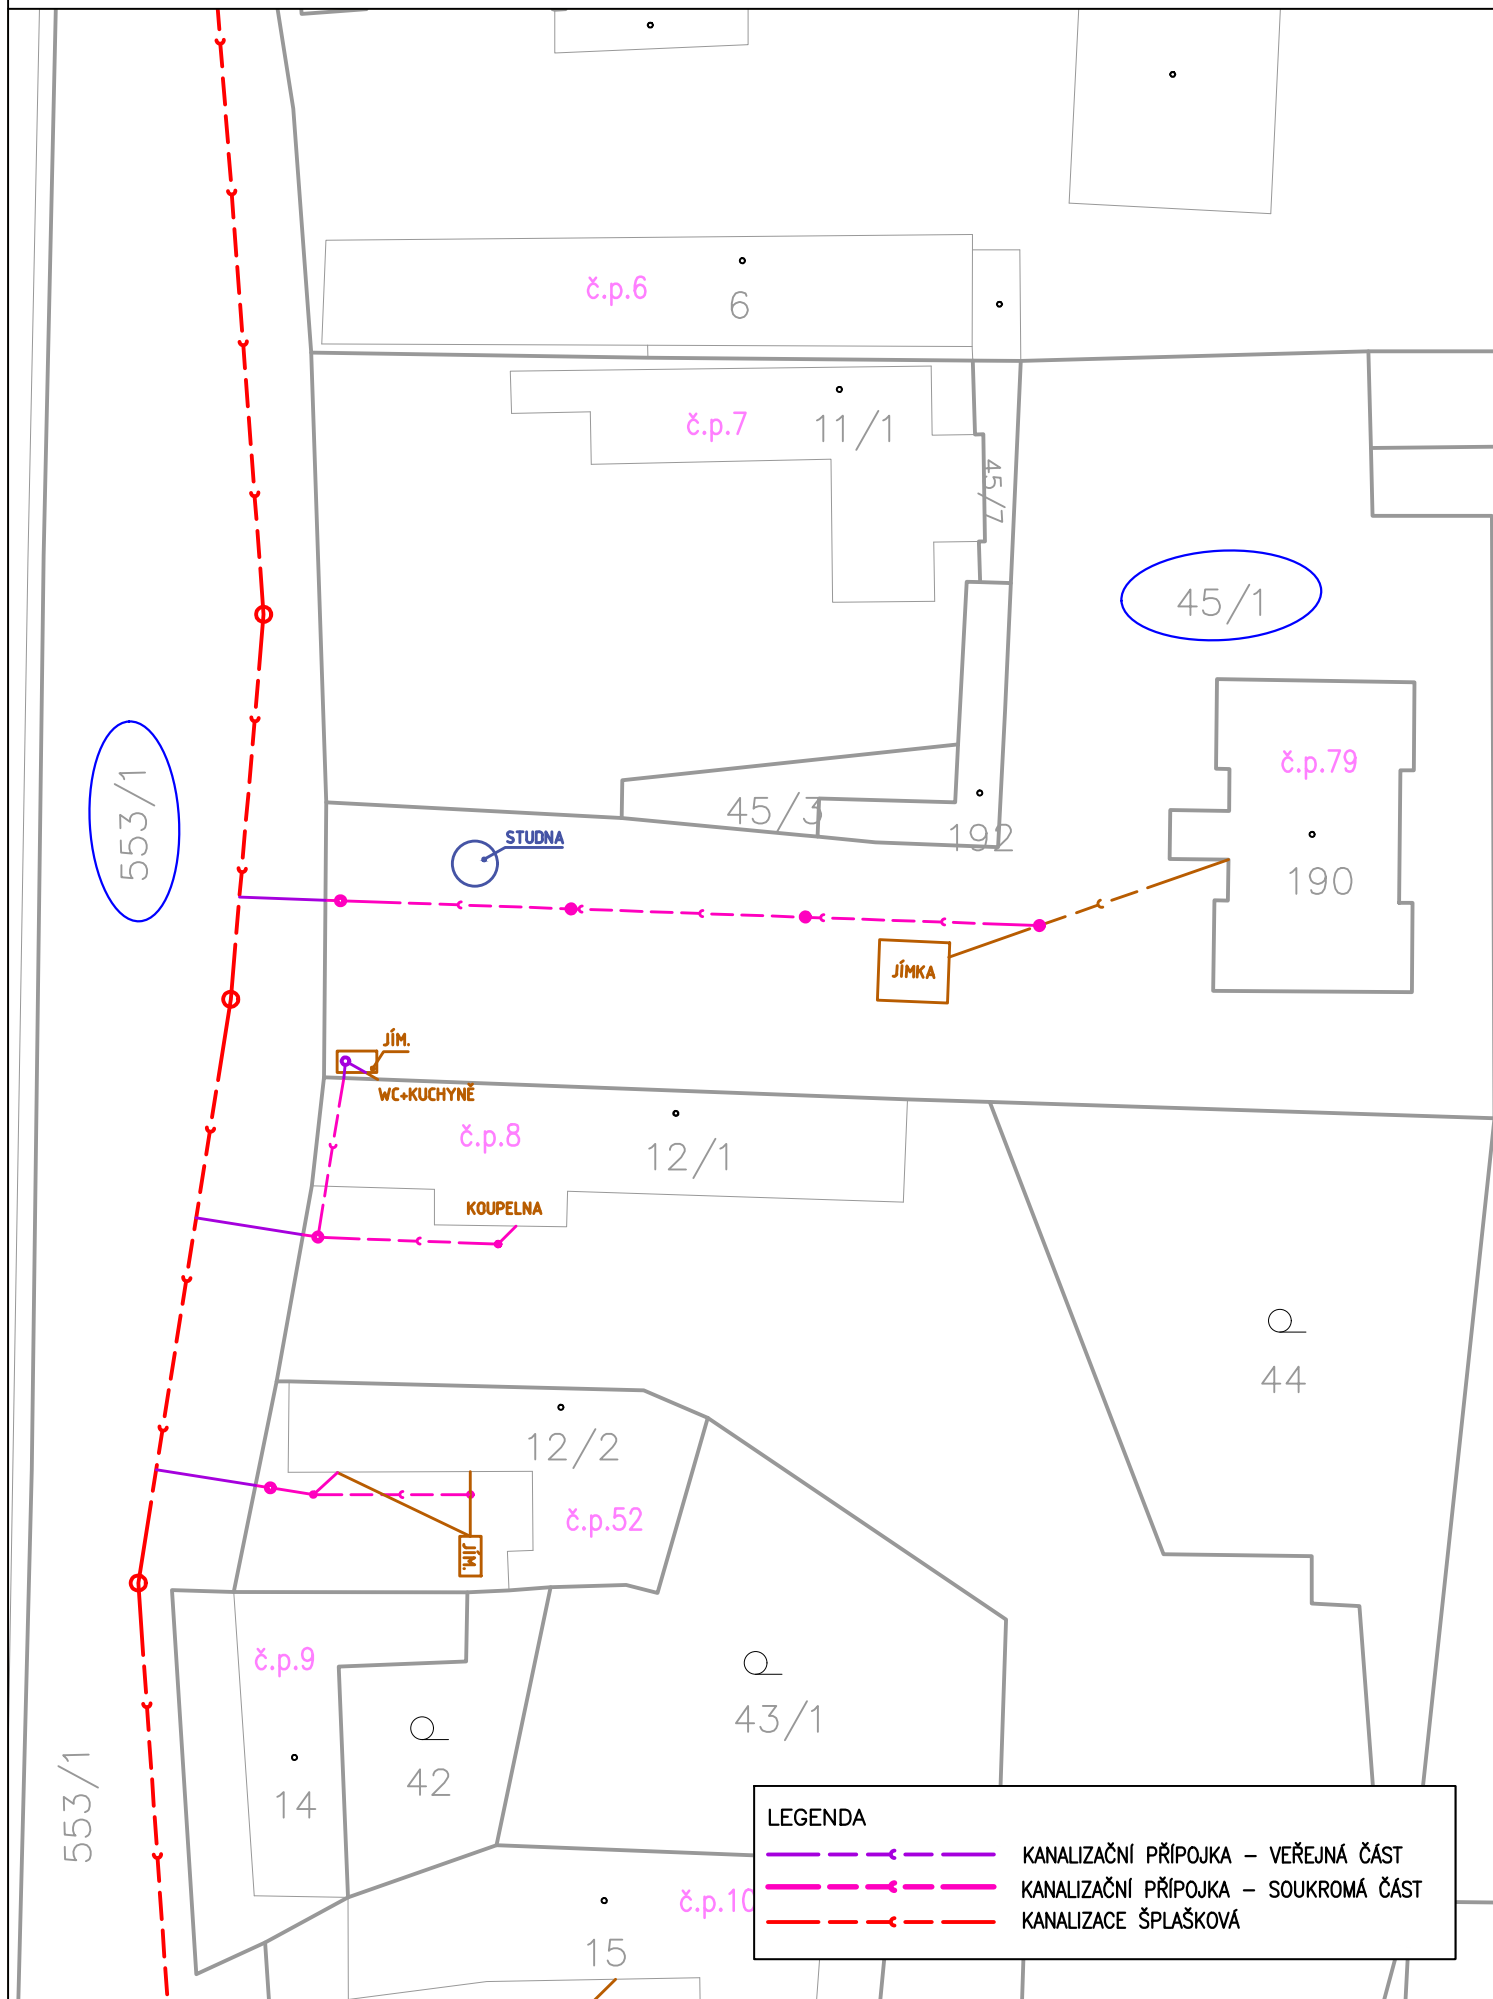 č.p.6
6
č.p.7
11/1
45/7
45/1
553/1
č.p.79
45/3
192
STUDNA
190
JÍMKA
JÍM.
WC+KUCHYNĚ
č.p.8
12/1
KOUPELNA
44
12/2
č.p.52
JÍM.
č.p.9
43/1
42
14
553/1
č.p.10
15
LEGENDA
KANALIZAČNÍ PŘÍPOJKA – VEŘEJNÁ ČÁST
KANALIZAČNÍ PŘÍPOJKA – SOUKROMÁ ČÁST
KANALIZACE ŠPLAŠKOVÁ